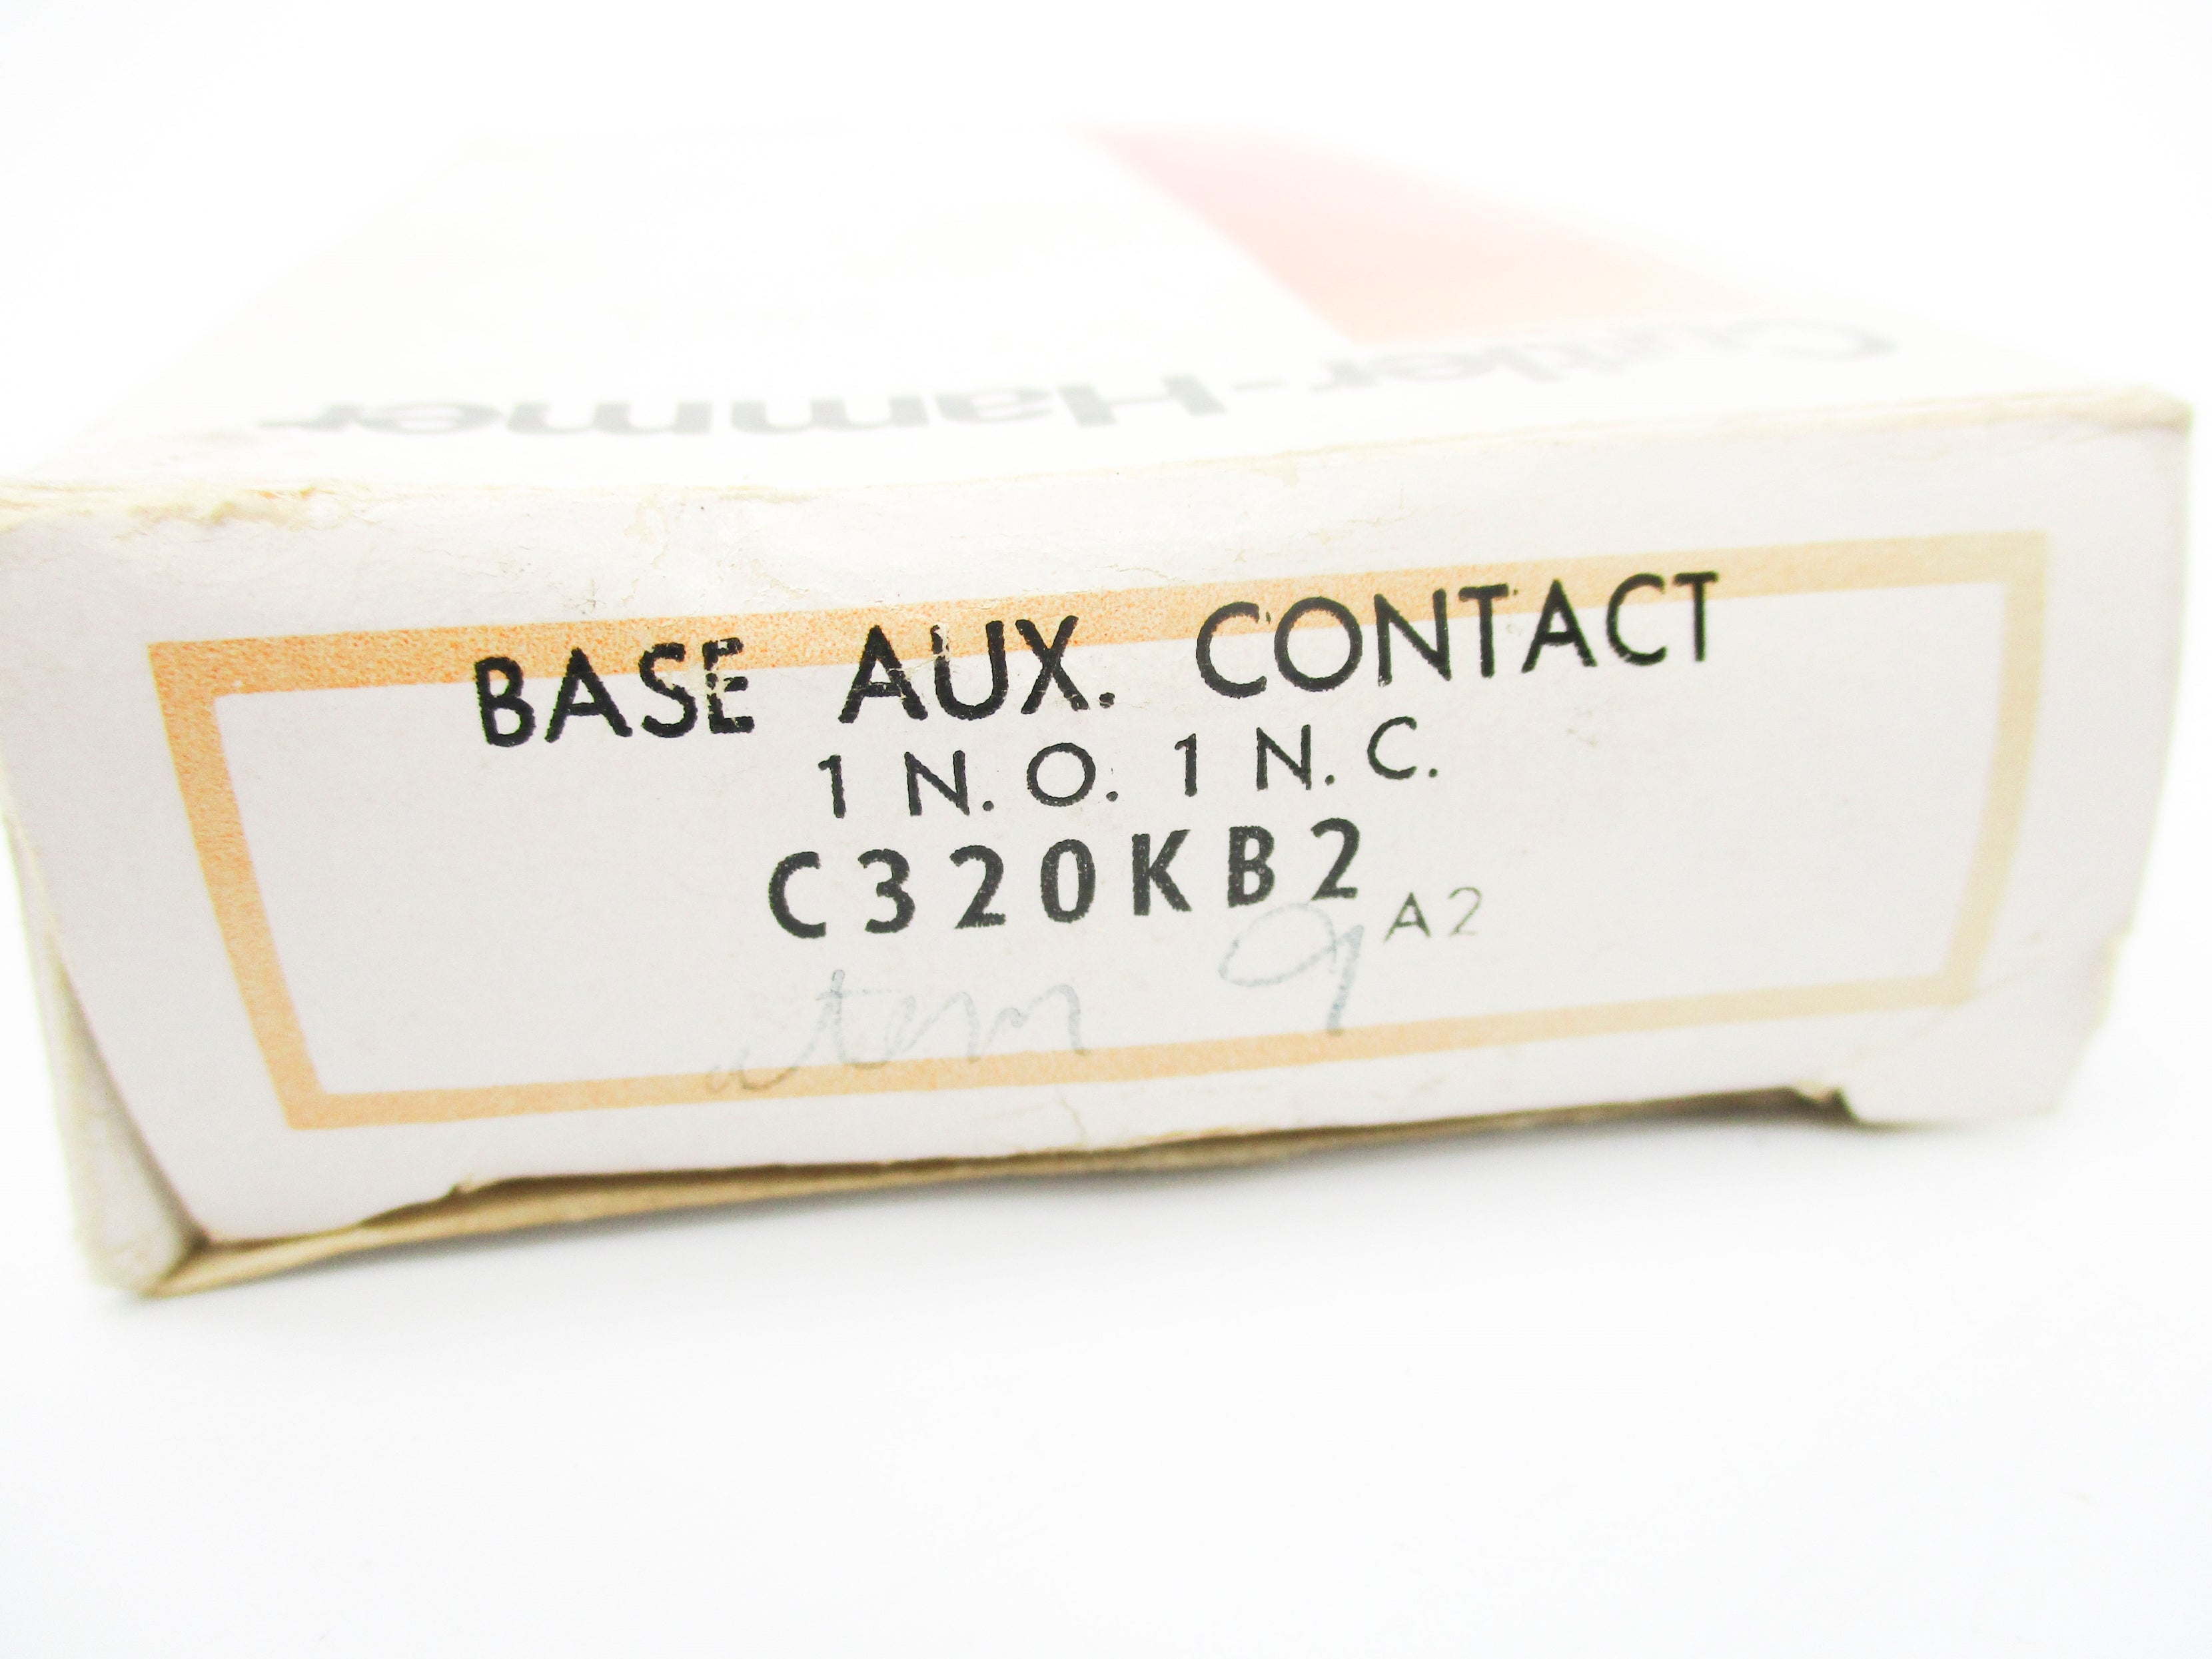 Cutler-Hammer
BASE AUX. CONTACT
1 N.O. 1 N.C.
C320KB2
A2
item 9